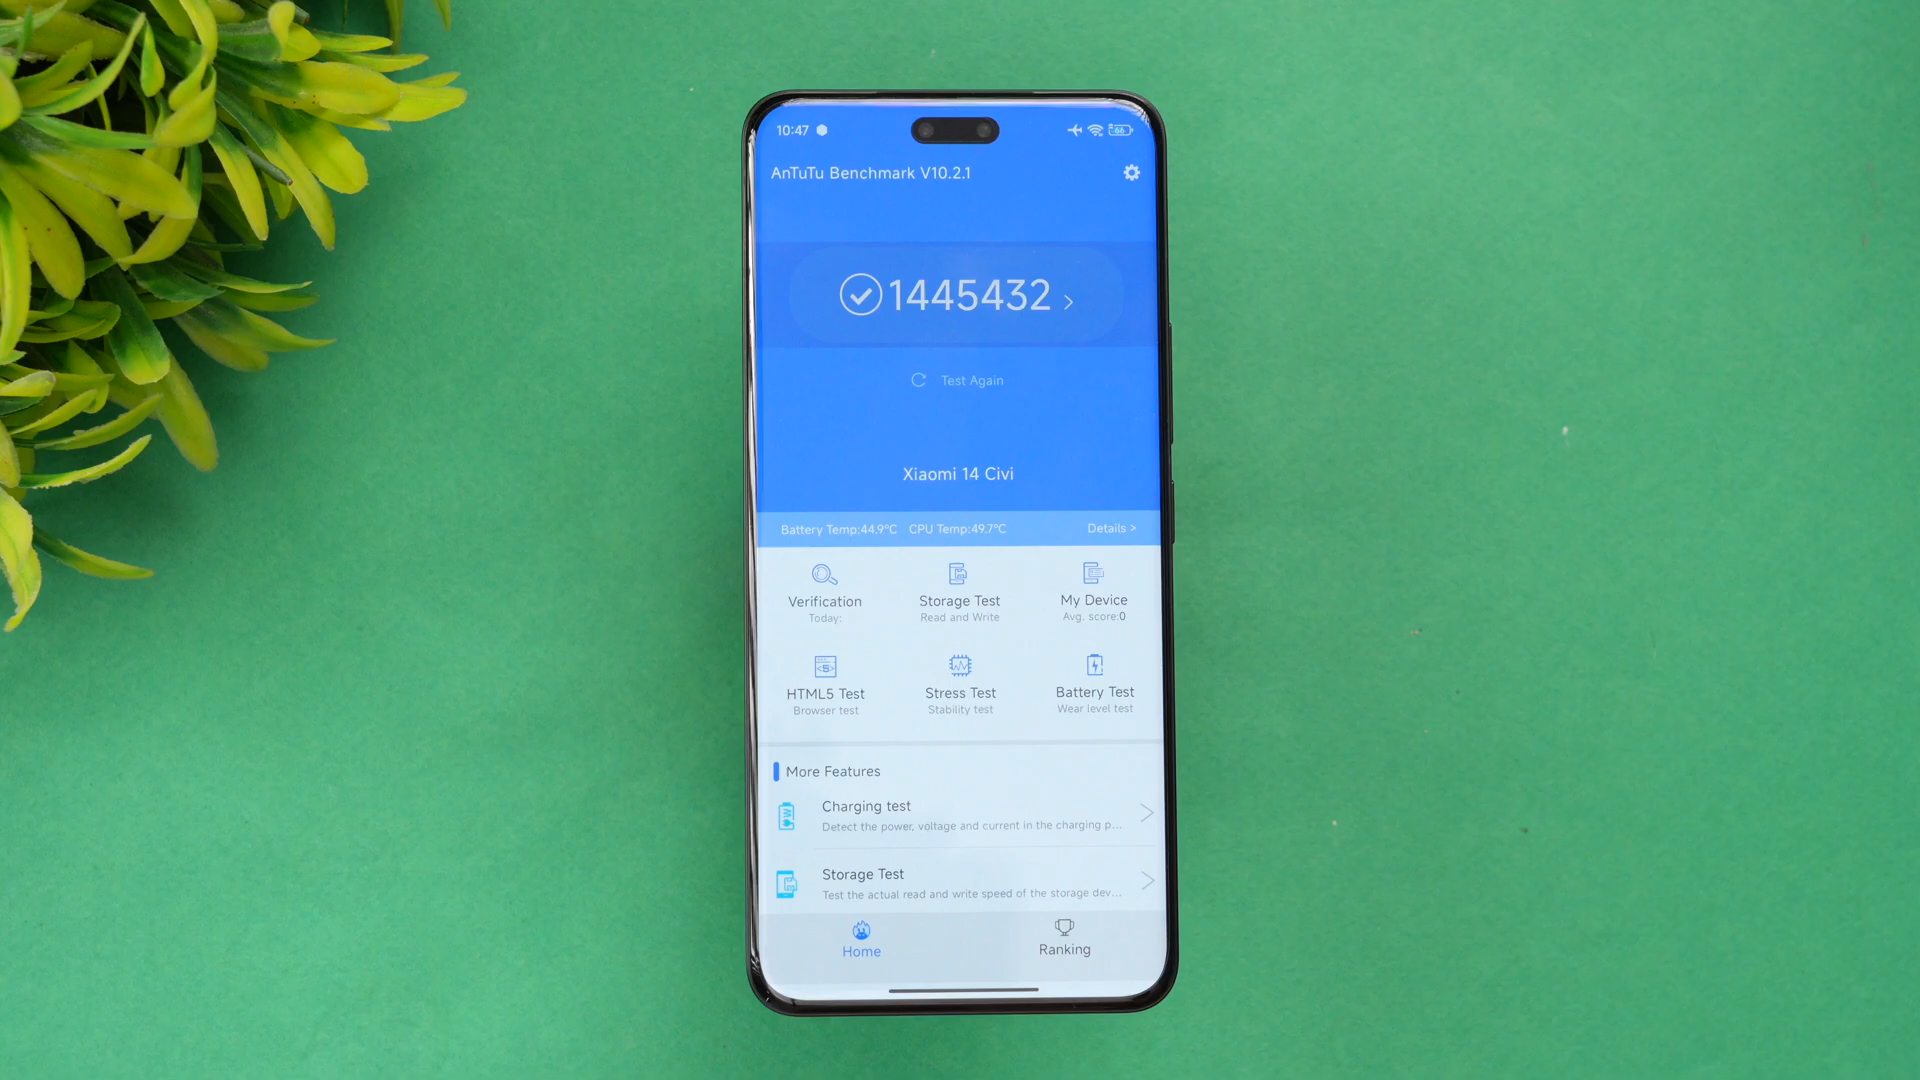 10:47
66
AnTuTu Benchmark V10.2.1
1445432 >
Test Again
Xiaomi 14 Civi
Battery Temp:44.9°C CPU Temp:49.7°C Details >
Verification
Today:
Storage Test
Read and Write
My Device
Avg. score:0
HTML5 Test
Browser test
Stress Test
Stability test
Battery Test
Wear level test
More Features
Charging test
Detect the power, voltage and current in the charging p...
Storage Test
Test the actual read and write speed of the storage dev...
Home
Ranking